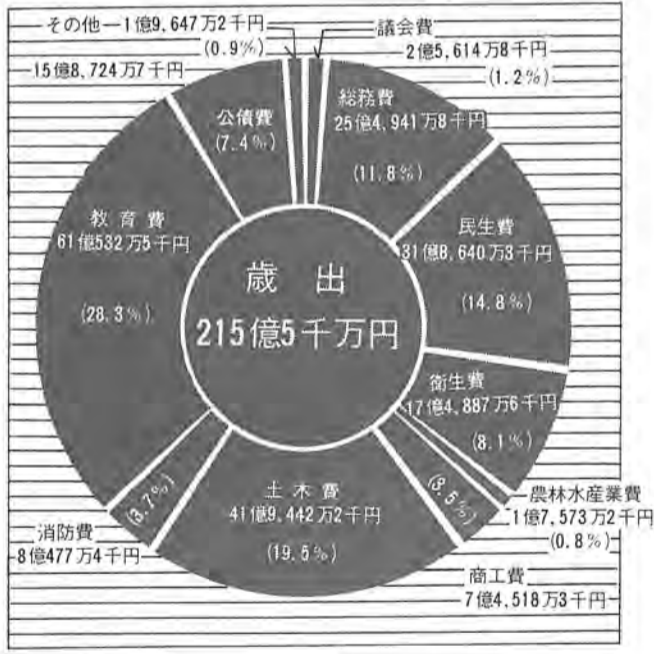 その他―1億9,647万2千円
(0.9%)
議会費
2億5,614万8千円
(1.2%)
総務費
25億4,941万8千円
(11.8%)
民生費
31億8,640万3千円
(14.8%)
衛生費
17億4,887万6千円
(8.1%)
農林水産業費
1億7,573万2千円
(0.8%)
(3.5%)
商工費
7億4,518万3千円
土木費
41億9,442万2千円
(19.5%)
(3.7%)
消防費
8億477万4千円
教育費
61億532万5千円
(28.3%)
15億8,724万7千円
公債費
(7.4%)
歳出
215億5千万円